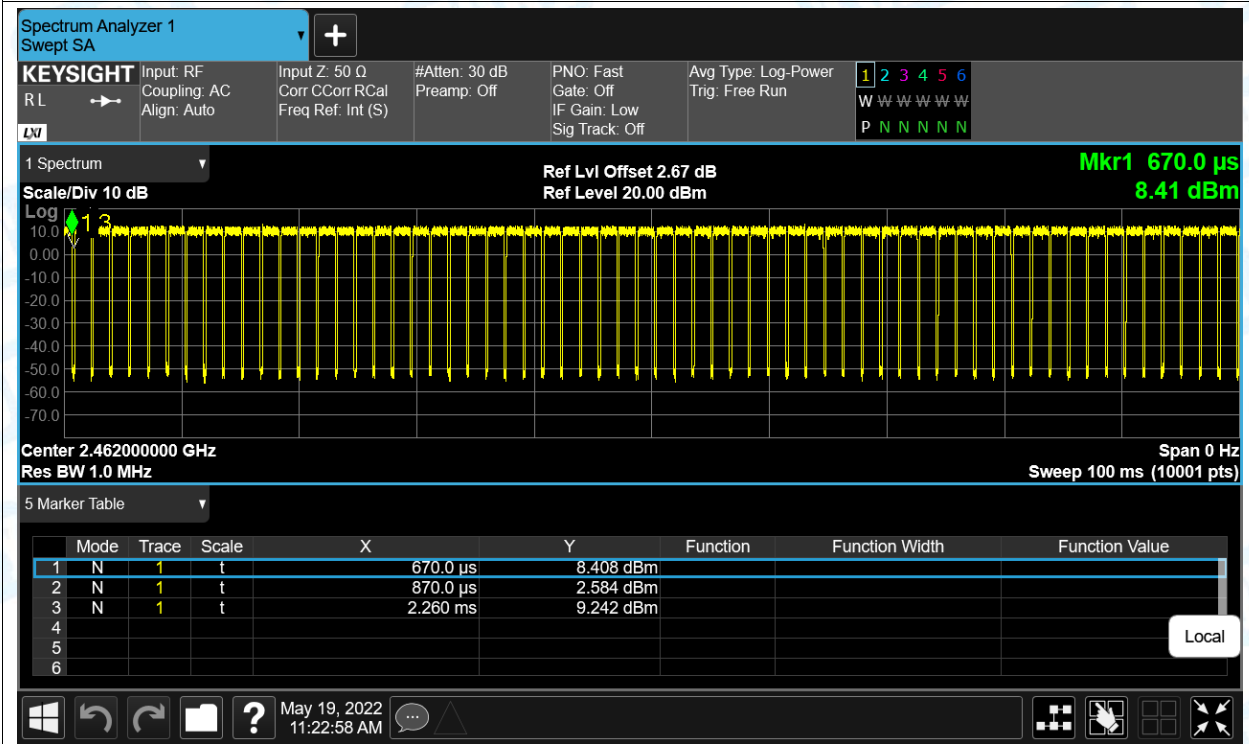 Spectrum Analyzer 1
Swept SA
KEYSIGHT
R L
LXI
Input: RF
Coupling: AC
Align: Auto
Input Z: 50 Ω
Corr CCorr RCal
Freq Ref: Int (S)
#Atten: 30 dB
Preamp: Off
PNO: Fast
Gate: Off
IF Gain: Low
Sig Track: Off
Avg Type: Log-Power
Trig: Free Run
1 2 3 4 5 6
W W W W W W
P N N N N N
1 Spectrum
Scale/Div 10 dB
Ref Lvl Offset 2.67 dB
Ref Level 20.00 dBm
Mkr1 670.0 µs
8.41 dBm
Log
1 3
10.0
0.00
-10.0
-20.0
-30.0
-40.0
-50.0
-60.0
-70.0
Center 2.462000000 GHz
Span 0 Hz
Res BW 1.0 MHz
Sweep 100 ms (10001 pts)
5 Marker Table
Mode Trace Scale X Y Function Function Width Function Value
1 N 1 t 670.0 µs 8.408 dBm
2 N 1 t 870.0 µs 2.584 dBm
3 N 1 t 2.260 ms 9.242 dBm
4
5
6
Local
?
May 19, 2022
11:22:58 AM